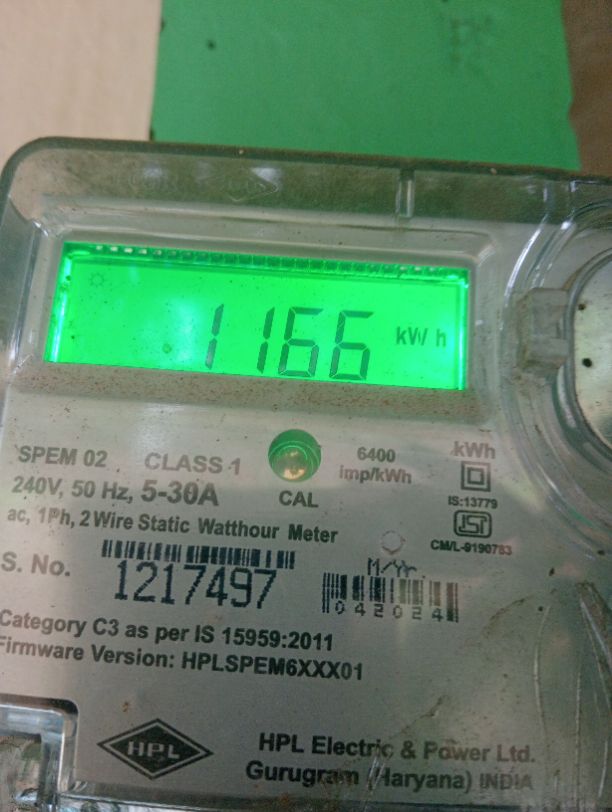 1166 kWh
SPEM 02 CLASS 1 6400 kWh
240V, 50 Hz, 5-30A imp/kWh
CAL IS:13779
ac, 1Ph, 2 Wire Static Watthour Meter
CM/L-9190783
S. No. 1217497 M/Yr.
042024
Category C3 as per IS 15959:2011
Firmware Version: HPLSPEM6XXX01
HPL HPL Electric & Power Ltd.
Gurugram (Haryana) INDIA